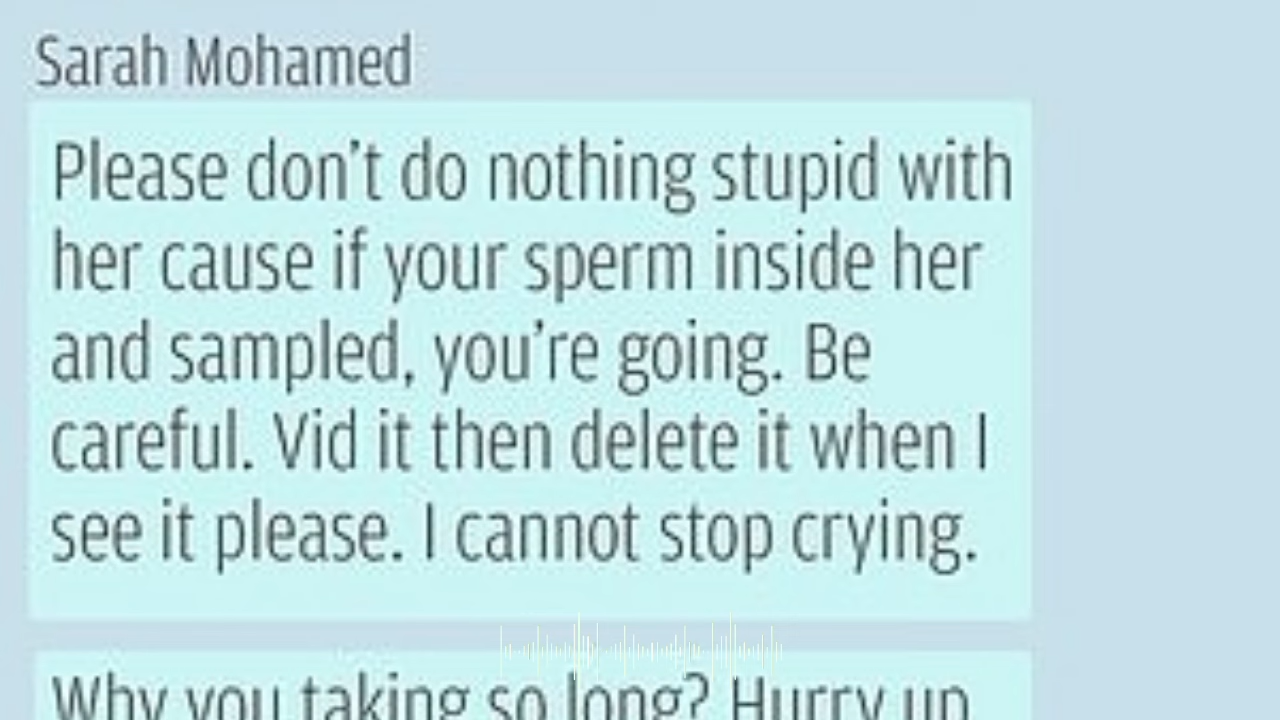 Sarah Mohamed
Please don't do nothing stupid with
her cause if your sperm inside her
and sampled, you're going. Be
careful. Vid it then delete it when I
see it please. I cannot stop crying.
Why you taking so long? Hurry up